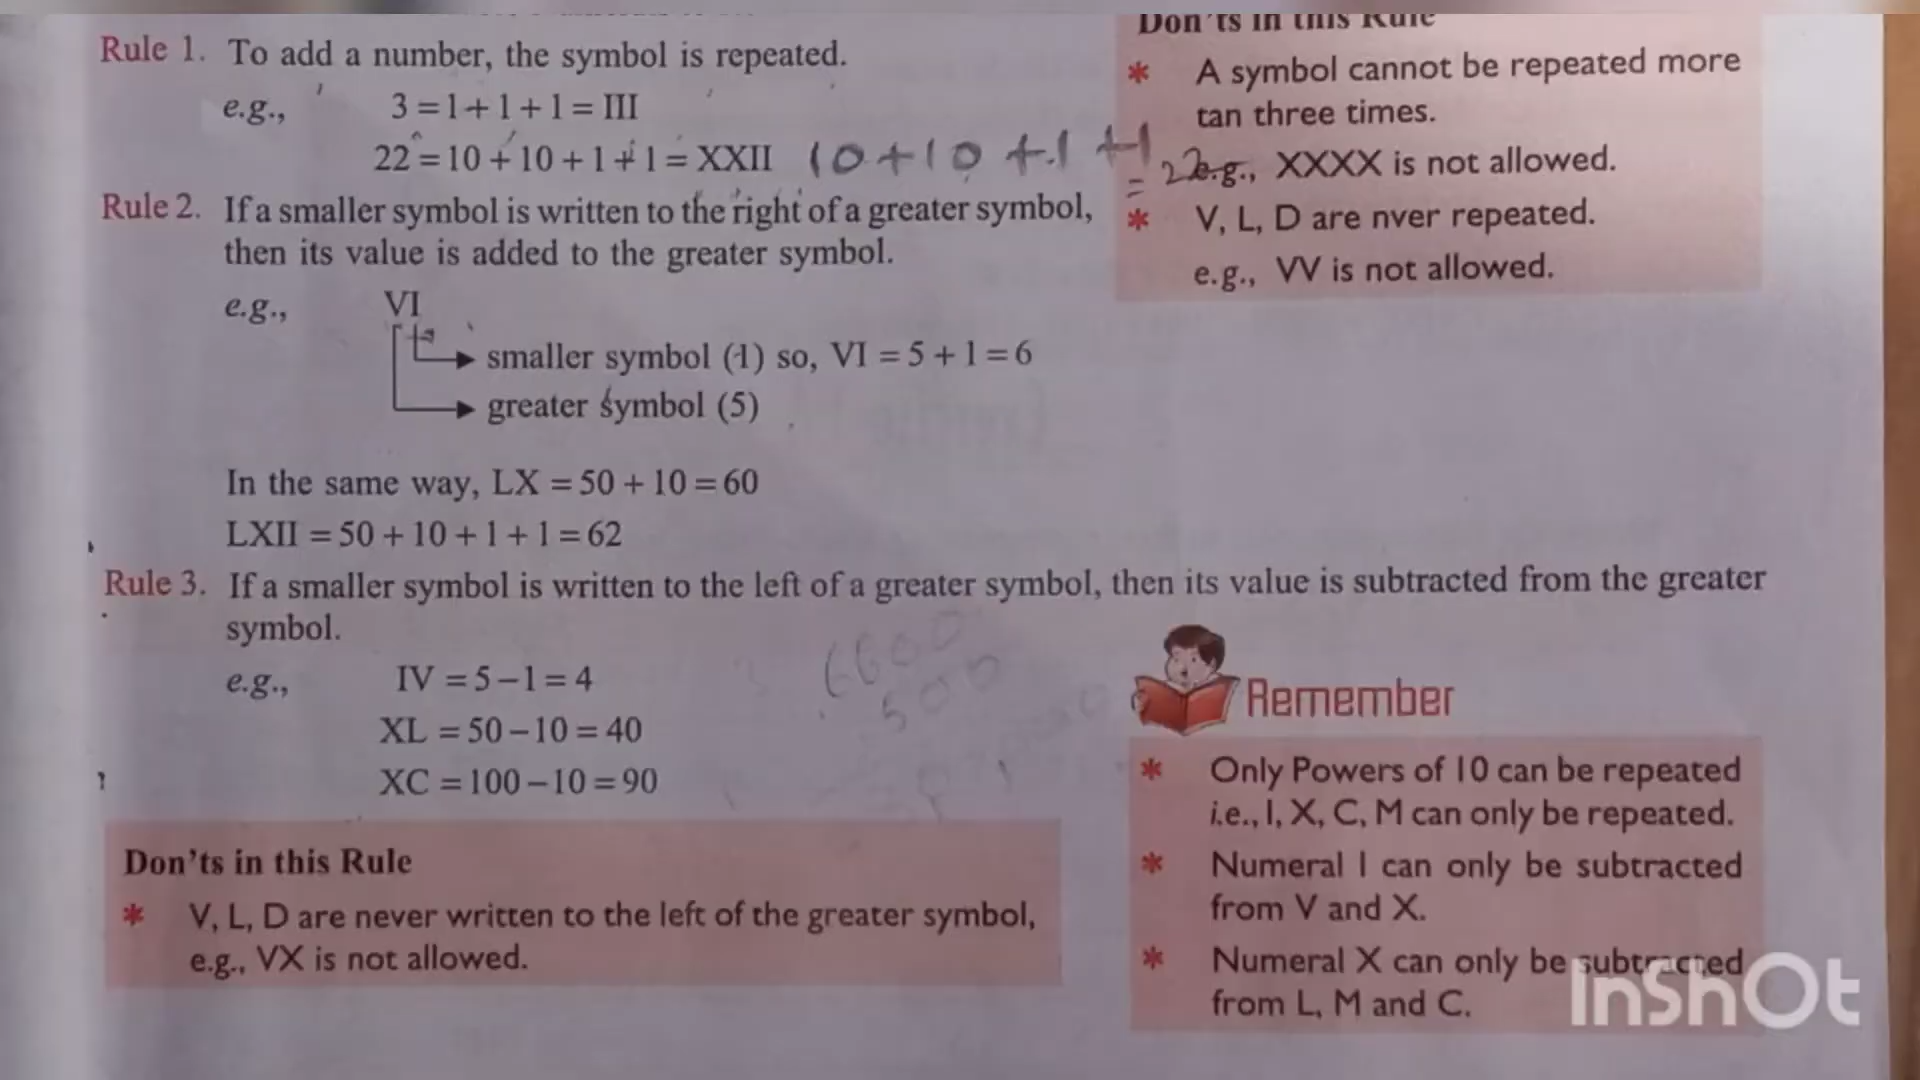 Rule 1. To add a number, the symbol is repeated.
e.g., 3 = 1 + 1 + 1 = III
22 = 10 + 10 + 1 + 1 = XXII 10+10+1+1
= 22
Rule 2. If a smaller symbol is written to the right of a greater symbol,
then its value is added to the greater symbol.
e.g., VI
smaller symbol (1) so, VI = 5 + 1 = 6
greater symbol (5)
In the same way, LX = 50 + 10 = 60
LXII = 50 + 10 + 1 + 1 = 62
Don'ts in this Rule
* A symbol cannot be repeated more
tan three times.
e.g., XXXX is not allowed.
* V, L, D are nver repeated.
e.g., VV is not allowed.
Rule 3. If a smaller symbol is written to the left of a greater symbol, then its value is subtracted from the greater
symbol.
e.g., IV = 5 – 1 = 4
XL = 50 – 10 = 40
XC = 100 – 10 = 90
500
Don'ts in this Rule
* V, L, D are never written to the left of the greater symbol,
e.g., VX is not allowed.
Remember
* Only Powers of 10 can be repeated
i.e., I, X, C, M can only be repeated.
* Numeral I can only be subtracted
from V and X.
* Numeral X can only be subtracted
from L, M and C.
InShOt